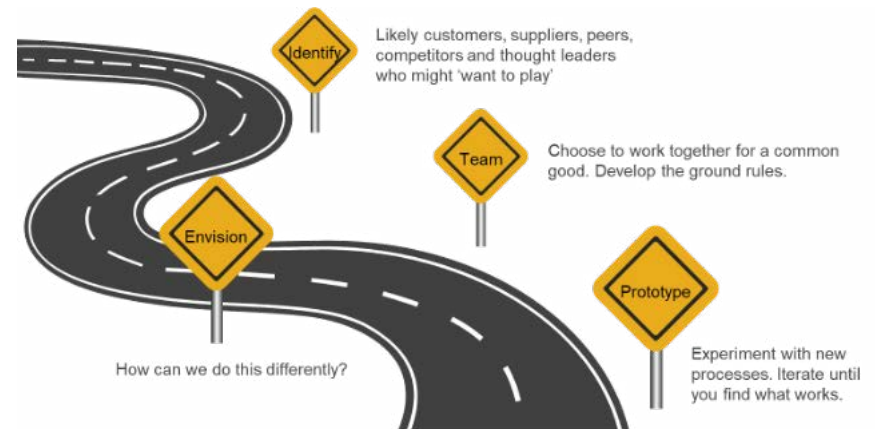 Identify
Likely customers, suppliers, peers,
competitors and thought leaders
who might ‘want to play’
Team
Choose to work together for a common
good. Develop the ground rules.
Envision
How can we do this differently?
Prototype
Experiment with new
processes. Iterate until
you find what works.